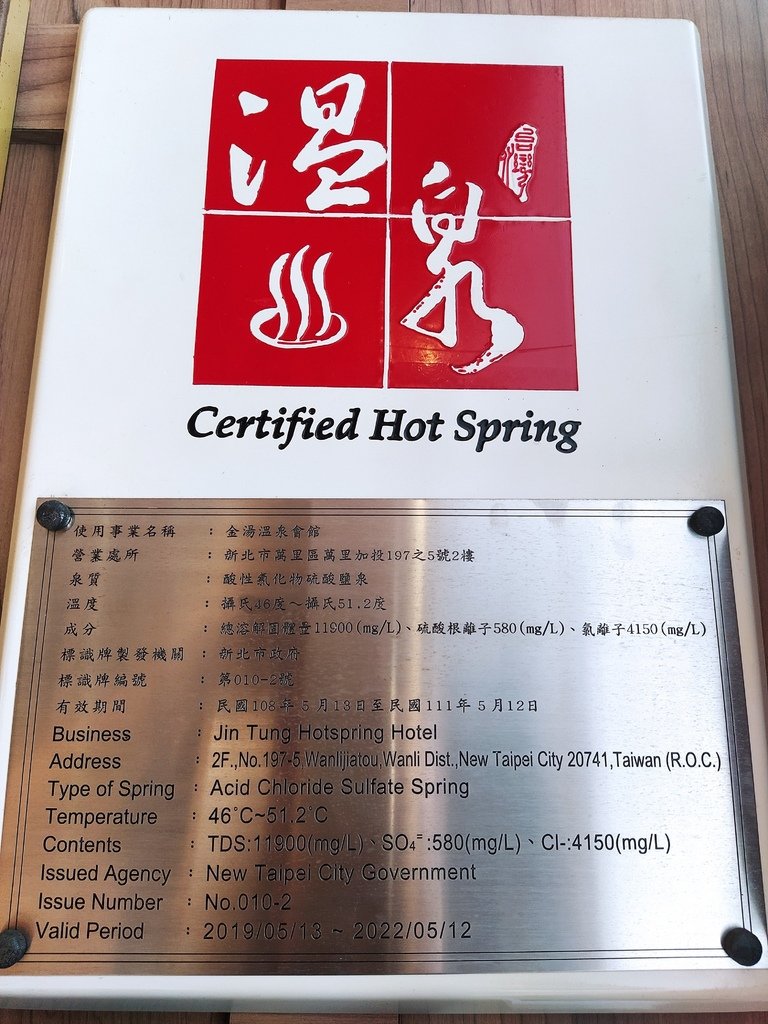 溫泉
台灣
Certified Hot Spring
使用事業名稱 : 金湯溫泉會館
營業處所 : 新北市萬里區萬里加投197之5號2樓
泉質 : 酸性氯化物硫酸鹽泉
溫度 : 攝氏46度～攝氏51.2度
成分 : 總溶解固體量11900(mg/L)、硫酸根離子580(mg/L)、氯離子4150(mg/L)
標識牌製發機關 : 新北市政府
標識牌編號 : 第010-2號
有效期間 : 民國108年5月13日至民國111年5月12日
Business : Jin Tung Hotspring Hotel
Address : 2F.,No.197-5,Wanlijiatou,Wanli Dist.,New Taipei City 20741,Taiwan (R.O.C.)
Type of Spring : Acid Chloride Sulfate Spring
Temperature : 46°C~51.2°C
Contents : TDS:11900(mg/L)、SO₄⁼:580(mg/L)、Cl-:4150(mg/L)
Issued Agency : New Taipei City Government
Issue Number : No.010-2
Valid Period : 2019/05/13 ~ 2022/05/12